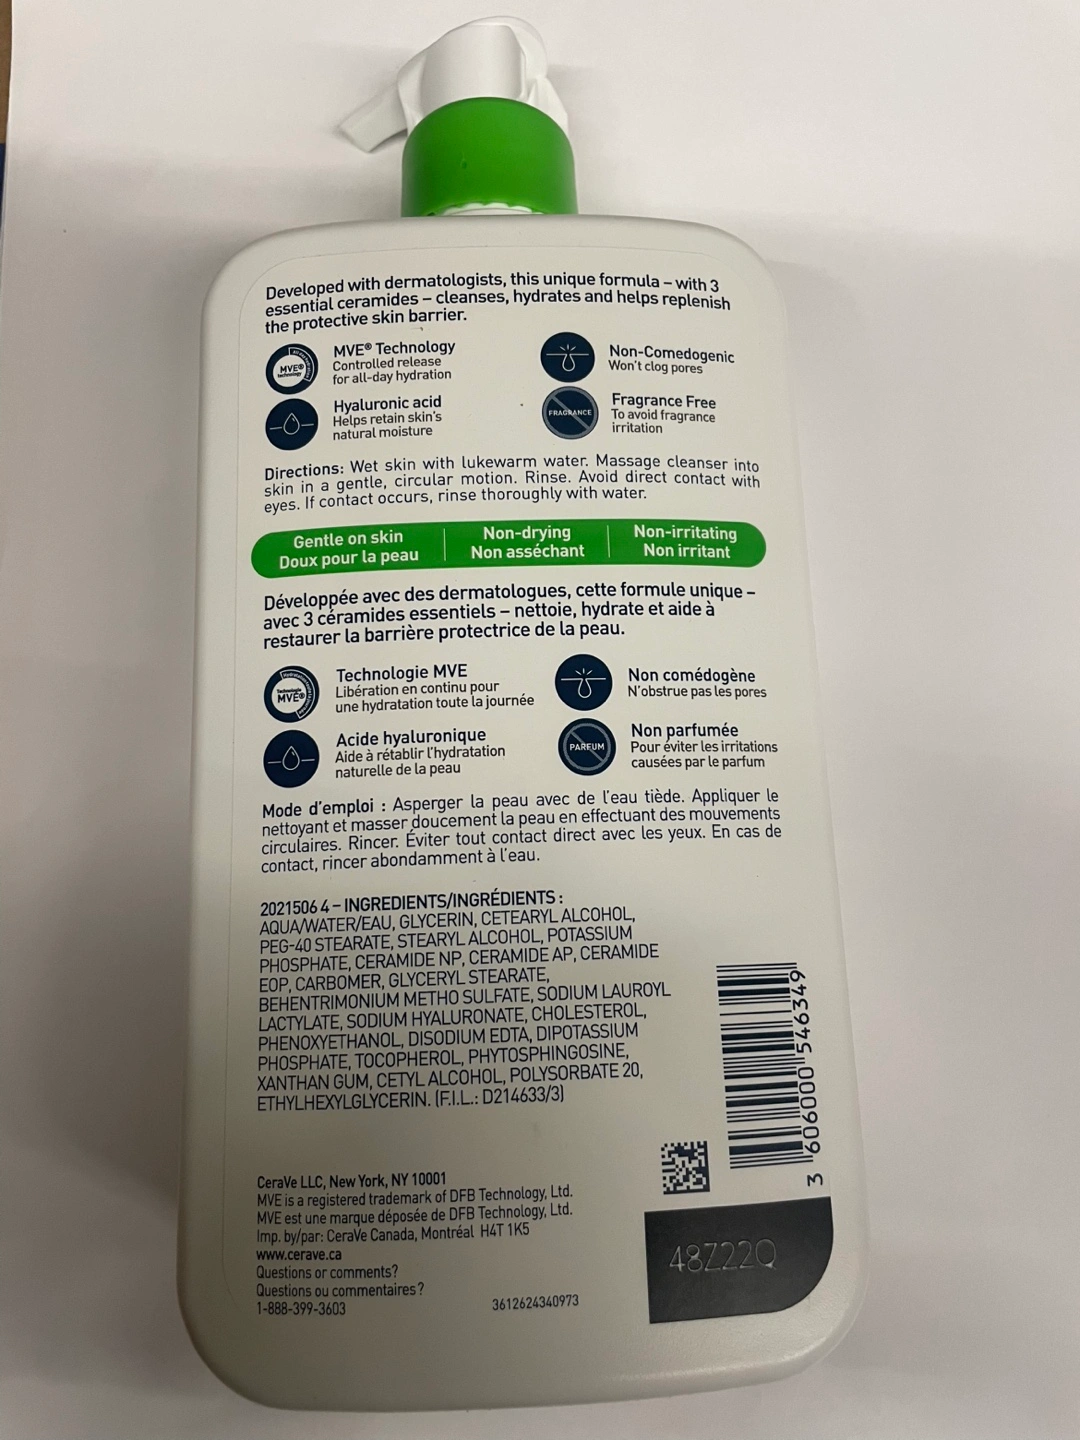 Developed with dermatologists, this unique formula – with 3
essential ceramides – cleanses, hydrates and helps replenish
the protective skin barrier.
MVE®
technology
MVE® Technology
Controlled release
for all-day hydration
Non-Comedogenic
Won't clog pores
Hyaluronic acid
Helps retain skin's
natural moisture
FRAGRANCE
Fragrance Free
To avoid fragrance
irritation
Directions: Wet skin with lukewarm water. Massage cleanser into
skin in a gentle, circular motion. Rinse. Avoid direct contact with
eyes. If contact occurs, rinse thoroughly with water.
Gentle on skin
Doux pour la peau
Non-drying
Non asséchant
Non-irritating
Non irritant
Développée avec des dermatologues, cette formule unique –
avec 3 céramides essentiels – nettoie, hydrate et aide à
restaurer la barrière protectrice de la peau.
Technologie
MVE®
Technologie MVE
Libération en continu pour
une hydratation toute la journée
Non comédogène
N'obstrue pas les pores
Acide hyaluronique
Aide à rétablir l'hydratation
naturelle de la peau
PARFUM
Non parfumée
Pour éviter les irritations
causées par le parfum
Mode d'emploi : Asperger la peau avec de l'eau tiède. Appliquer le
nettoyant et masser doucement la peau en effectuant des mouvements
circulaires. Rincer. Éviter tout contact direct avec les yeux. En cas de
contact, rincer abondamment à l'eau.
2021506 4 – INGREDIENTS/INGRÉDIENTS :
AQUA/WATER/EAU, GLYCERIN, CETEARYL ALCOHOL,
PEG-40 STEARATE, STEARYL ALCOHOL, POTASSIUM
PHOSPHATE, CERAMIDE NP, CERAMIDE AP, CERAMIDE
EOP, CARBOMER, GLYCERYL STEARATE,
BEHENTRIMONIUM METHO SULFATE, SODIUM LAUROYL
LACTYLATE, SODIUM HYALURONATE, CHOLESTEROL,
PHENOXYETHANOL, DISODIUM EDTA, DIPOTASSIUM
PHOSPHATE, TOCOPHEROL, PHYTOSPHINGOSINE,
XANTHAN GUM, CETYL ALCOHOL, POLYSORBATE 20,
ETHYLHEXYLGLYCERIN. (F.I.L.: D214633/3)
3 606000 546349
CeraVe LLC, New York, NY 10001
MVE is a registered trademark of DFB Technology, Ltd.
MVE est une marque déposée de DFB Technology, Ltd.
Imp. by/par: CeraVe Canada, Montréal H4T 1K5
www.cerave.ca
Questions or comments?
Questions ou commentaires ?
1-888-399-3603
3612624340973
48Z22Q